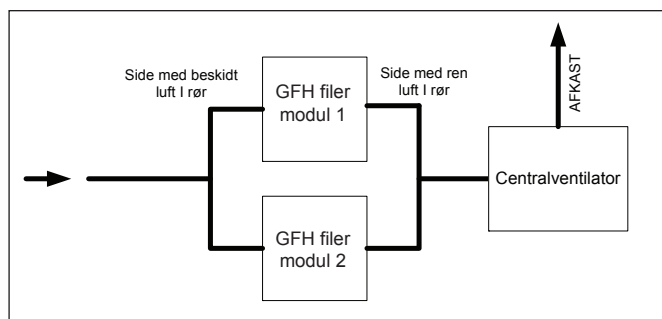 Side med beskidt
luft I rør
GFH filer
modul 1
Side med ren
luft I rør
AFKAST
Centralventilator
GFH filer
modul 2